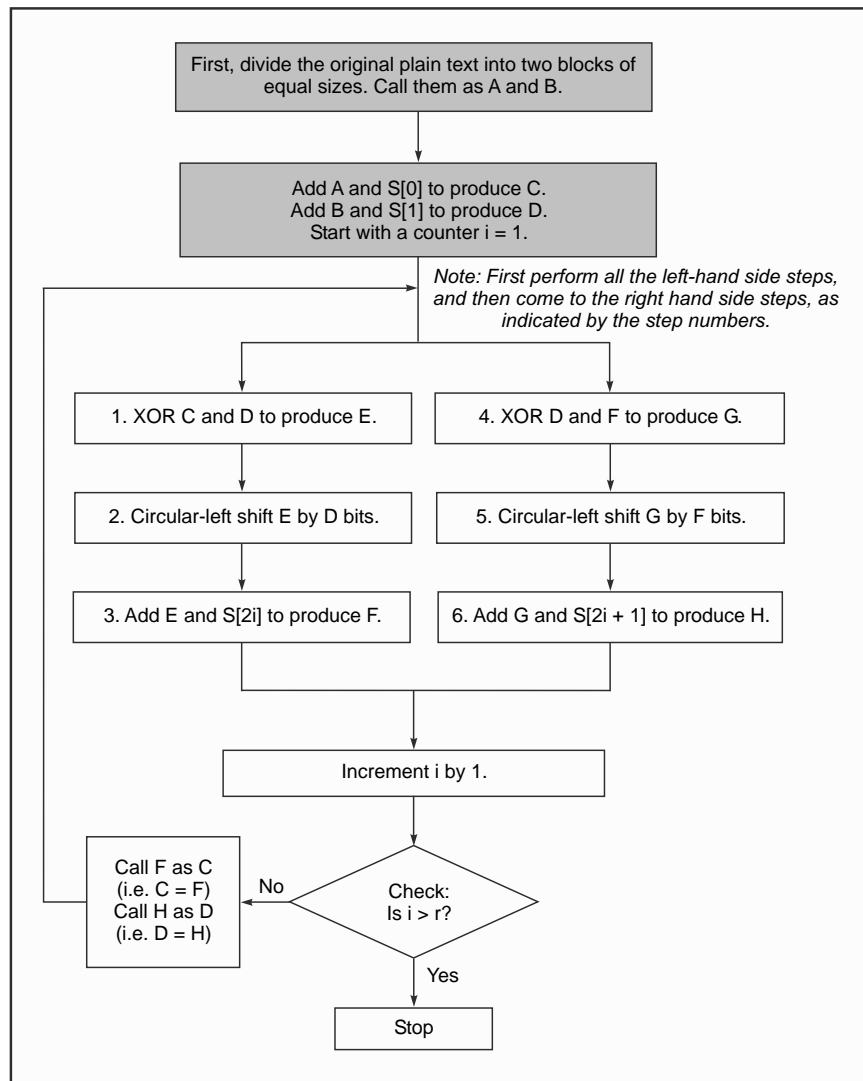 First, divide the original plain text into two blocks of
equal sizes. Call them as A and B.
Add A and S[0] to produce C.
Add B and S[1] to produce D.
Start with a counter i = 1.
Note: First perform all the left-hand side steps,
and then come to the right hand side steps, as
indicated by the step numbers.
1. XOR C and D to produce E.
4. XOR D and F to produce G.
2. Circular-left shift E by D bits.
5. Circular-left shift G by F bits.
3. Add E and S[2i] to produce F.
6. Add G and S[2i + 1] to produce H.
Increment i by 1.
Call F as C
(i.e. C = F)
Call H as D
(i.e. D = H)
No
Check:
Is i > r?
Yes
Stop